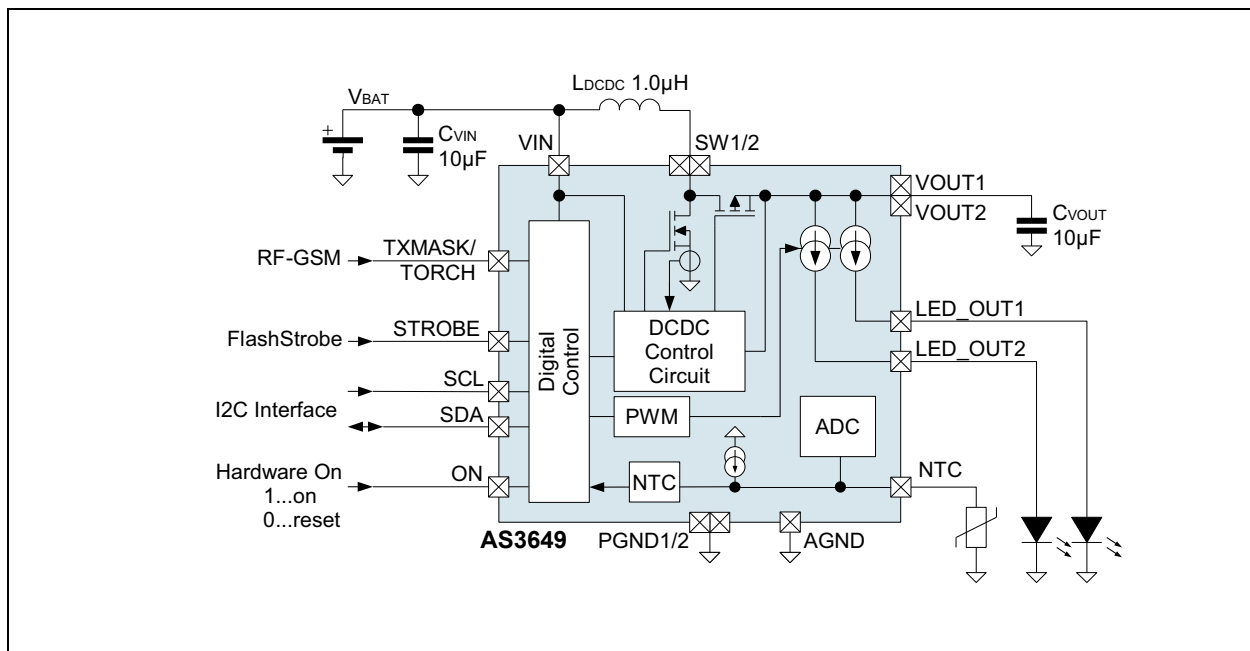 LDCDC 1.0µH
VBAT
CVIN
10µF
VIN
SW1/2
VOUT1
VOUT2
CVOUT
10µF
RF-GSM
TXMASK/
TORCH
FlashStrobe
STROBE
SCL
I2C Interface
SDA
Hardware On
1...on
0...reset
ON
Digital
Control
DCDC
Control
Circuit
PWM
NTC
ADC
LED_OUT1
LED_OUT2
NTC
AS3649
PGND1/2
AGND